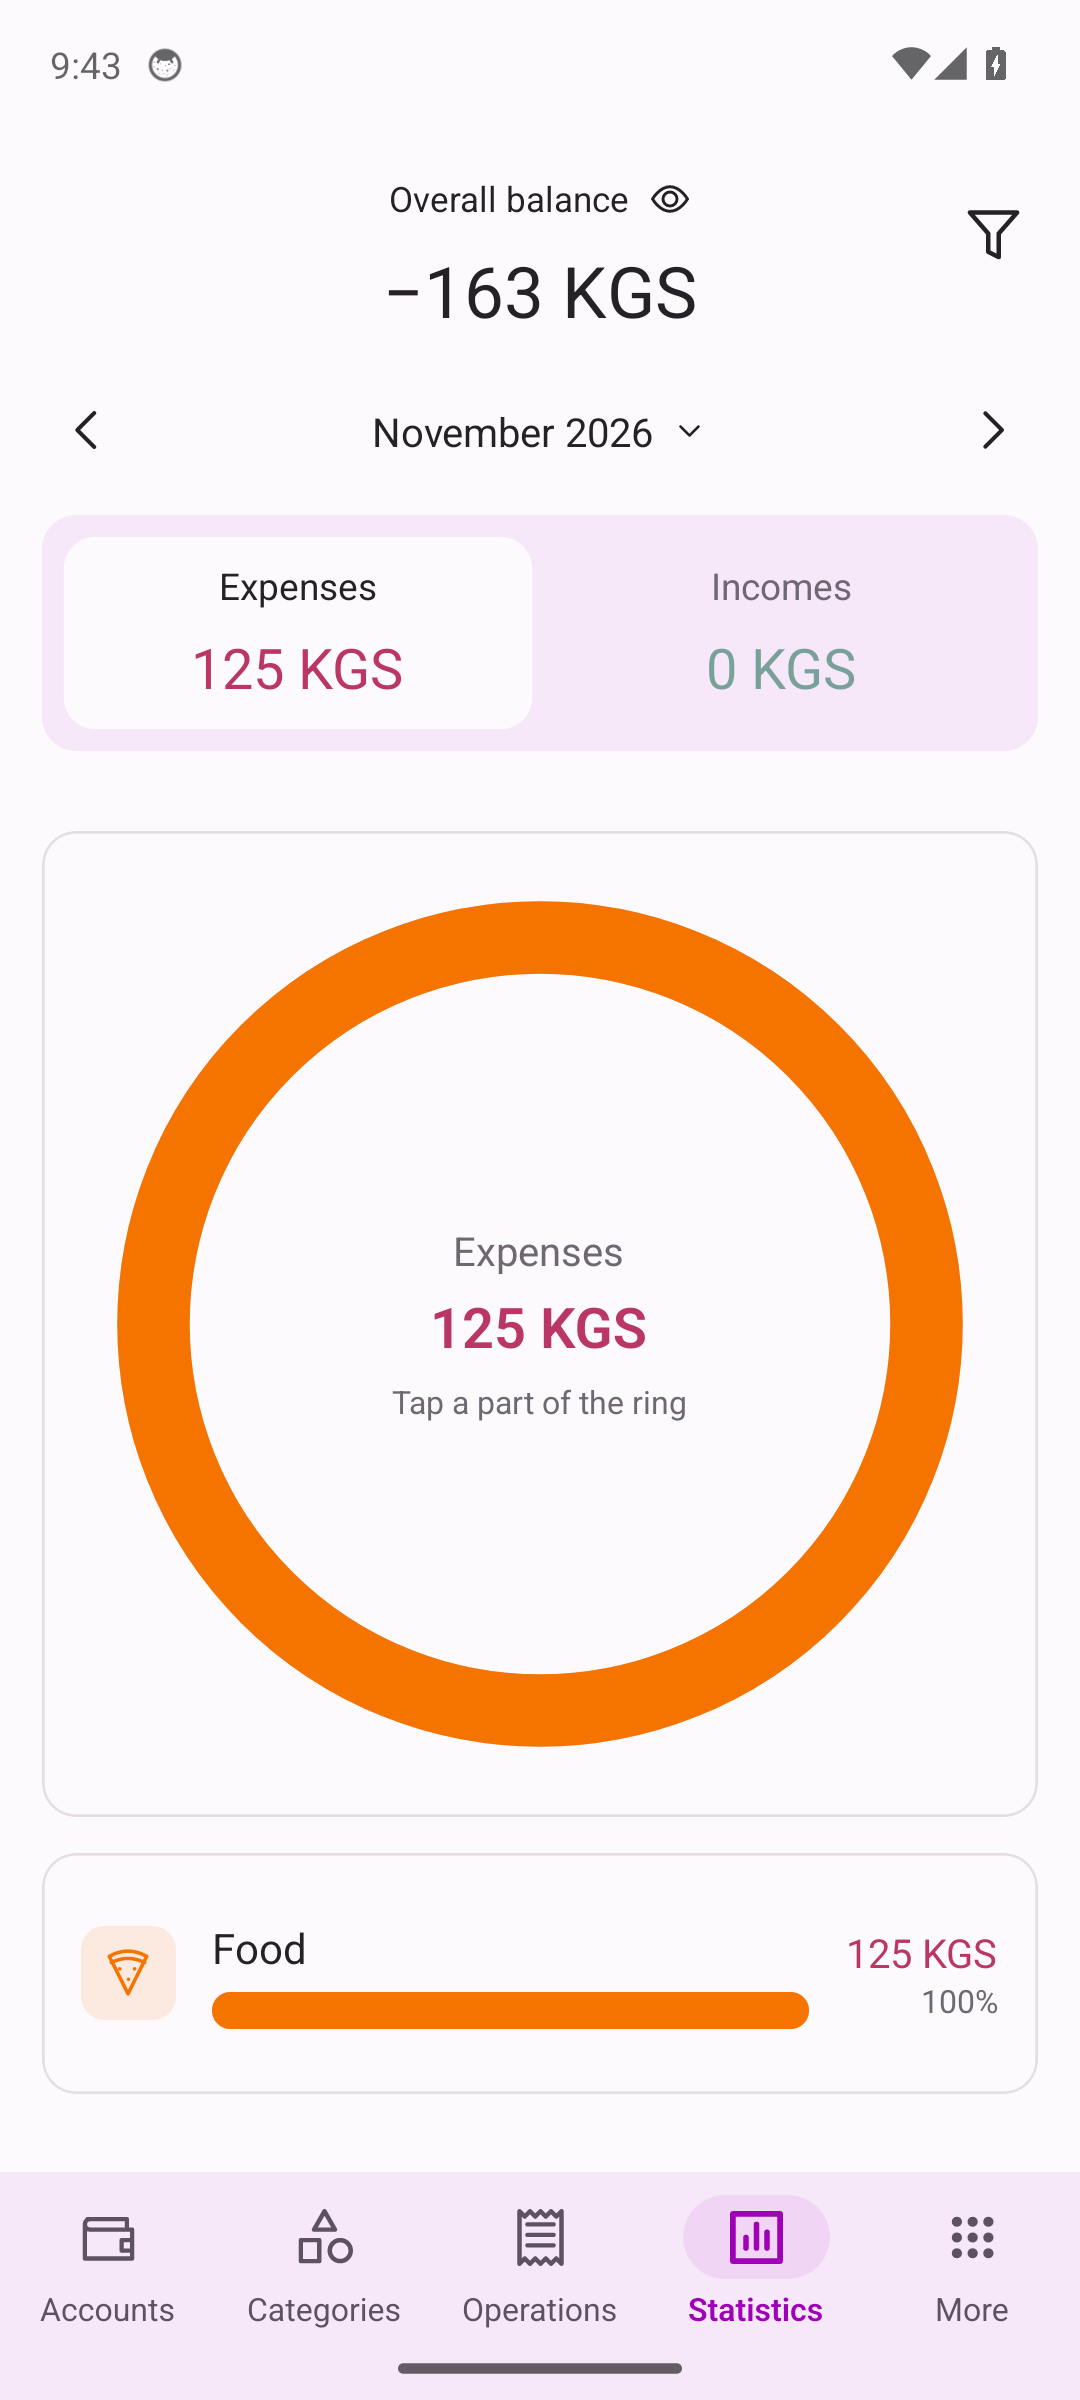 9:43
Overall balance
−163 KGS
November 2026
Expenses
125 KGS
Incomes
0 KGS
Expenses
125 KGS
Tap a part of the ring
Food
125 KGS
100%
Accounts
Categories
Operations
Statistics
More